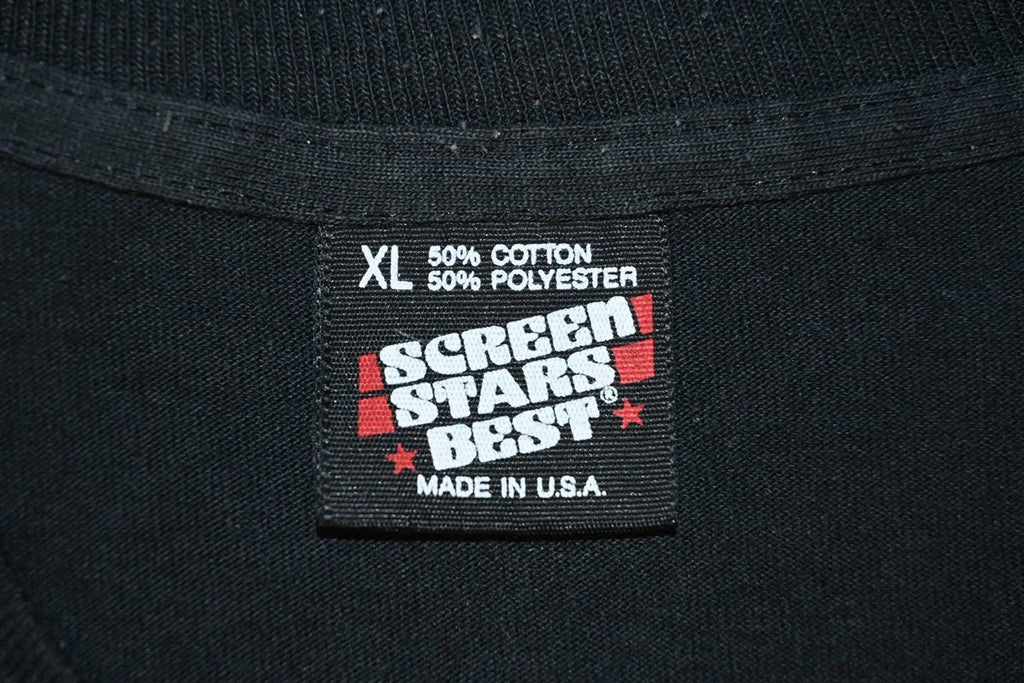 XL 50% COTTON
50% POLYESTER
SCREEN
STARS
BEST®
MADE IN U.S.A.